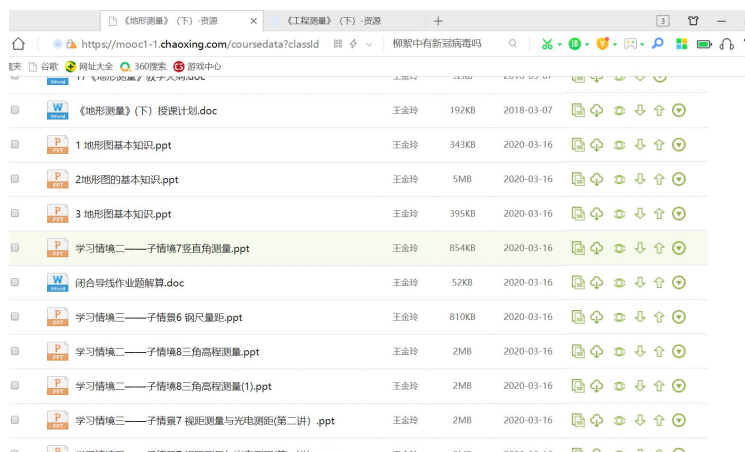 《地形测量》（下）-资源
《工程测量》（下）-资源
3
https://mooc1-1.chaoxing.com/coursedata?classId
柳絮中有新冠病毒吗
谷歌 网址大全 360搜索 游戏中心
《地形测量》(下）授课计划.doc 王金玲 192KB 2018-03-07
1 地形图基本知识.ppt 王金玲 343KB 2020-03-16
2地形图的基本知识.ppt 王金玲 5MB 2020-03-16
3 地形图基本知识.ppt 王金玲 395KB 2020-03-16
学习情境二——子情境7竖直角测量.ppt 王金玲 854KB 2020-03-16
闭合导线作业题解算.doc 王金玲 52KB 2020-03-16
学习情境三——子情景6 钢尺量距.ppt 王金玲 810KB 2020-03-16
学习情境二——子情境8三角高程测量.ppt 王金玲 2MB 2020-03-16
学习情境二——子情境8三角高程测量(1).ppt 王金玲 2MB 2020-03-16
学习情境三——子情景7 视距测量与光电测距(第二讲）.ppt 王金玲 2MB 2020-03-16